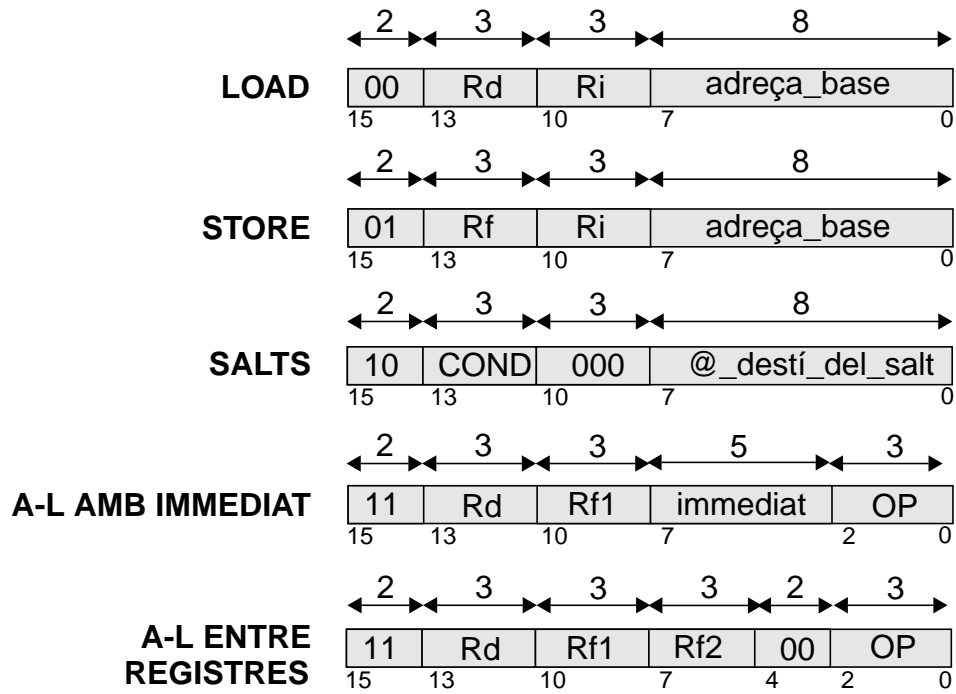 2 3 3 8
LOAD 00 Rd Ri adreça_base
15 13 10 7 0
2 3 3 8
STORE 01 Rf Ri adreça_base
15 13 10 7 0
2 3 3 8
SALTS 10 COND 000 @_destí_del_salt
15 13 10 7 0
2 3 3 5 3
A-L AMB IMMEDIAT 11 Rd Rf1 immediat OP
15 13 10 7 2 0
2 3 3 3 2 3
A-L ENTRE
REGISTRES 11 Rd Rf1 Rf2 00 OP
15 13 10 7 4 2 0